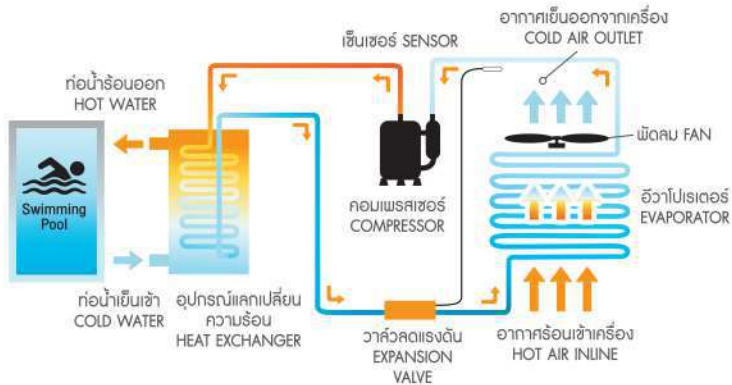 อากาศเย็นออกจากเครื่อง
COLD AIR OUTLET
เซ็นเซอร์ SENSOR
ท่อน้ำร้อนออก
HOT WATER
พัดลม FAN
คอมเพรสเซอร์
COMPRESSOR
อีวาโปเรเตอร์
EVAPORATOR
Swimming
Pool
ท่อน้ำเย็นเข้า
COLD WATER
อุปกรณ์แลกเปลี่ยน
ความร้อน
HEAT EXCHANGER
วาล์วลดแรงดัน
EXPANSION
VALVE
อากาศร้อนเข้าเครื่อง
HOT AIR INLINE